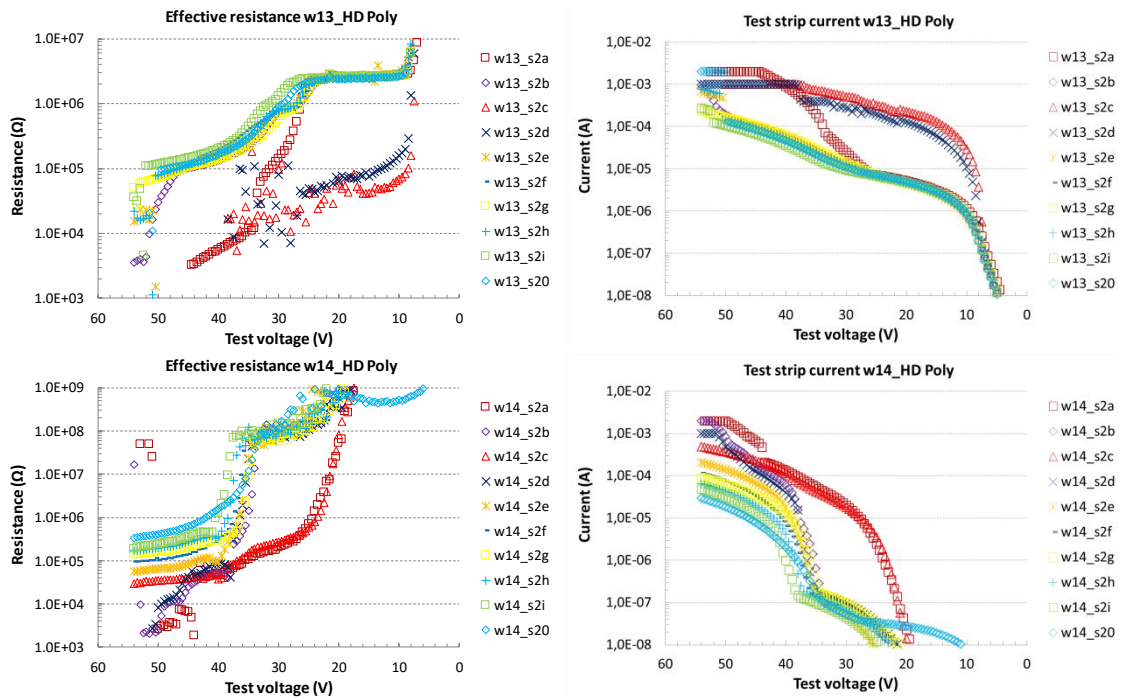 Effective resistance w13_HD Poly
1.0E+07
1.0E+06
1.0E+05
1.0E+04
1.0E+03
Resistance (Ω)
60 50 40 30 20 10 0
Test voltage (V)
w13_s2a
w13_s2b
w13_s2c
w13_s2d
w13_s2e
w13_s2f
w13_s2g
w13_s2h
w13_s2i
w13_s20
Test strip current w13_HD Poly
1,0E-02
1,0E-03
1,0E-04
1,0E-05
1,0E-06
1,0E-07
1,0E-08
Current (A)
60 50 40 30 20 10 0
Test voltage (V)
w13_s2a
w13_s2b
w13_s2c
w13_s2d
w13_s2e
w13_s2f
w13_s2g
w13_s2h
w13_s2i
w13_s20
Effective resistance w14_HD Poly
1.0E+09
1.0E+08
1.0E+07
1.0E+06
1.0E+05
1.0E+04
1.0E+03
Resistance (Ω)
60 50 40 30 20 10 0
Test voltage (V)
w14_s2a
w14_s2b
w14_s2c
w14_s2d
w14_s2e
w14_s2f
w14_s2g
w14_s2h
w14_s2i
w14_s20
Test strip current w14_HD Poly
1,0E-02
1,0E-03
1,0E-04
1,0E-05
1,0E-06
1,0E-07
1,0E-08
Current (A)
60 50 40 30 20 10 0
Test voltage (V)
w14_s2a
w14_s2b
w14_s2c
w14_s2d
w14_s2e
w14_s2f
w14_s2g
w14_s2h
w14_s2i
w14_s20